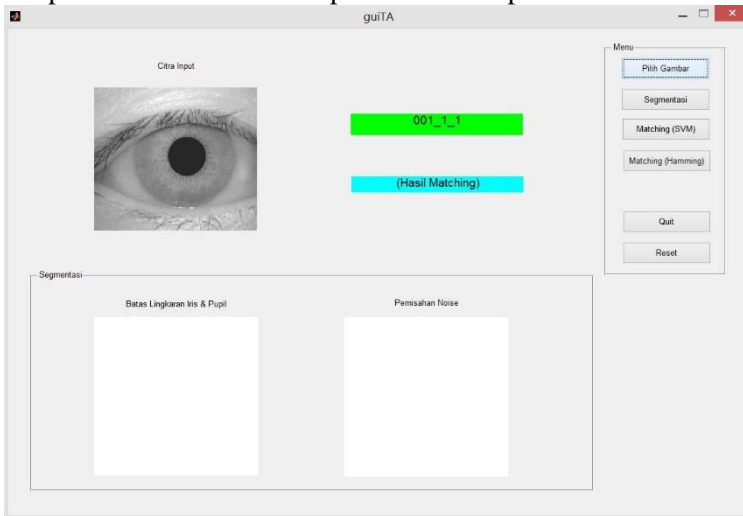 guiTA
Citra Input
001_1_1
(Hasil Matching)
Menu
Pilih Gambar
Segmentasi
Matching (SVM)
Matching (Hamming)
Quit
Reset
Segmentasi
Batas Lingkaran Iris & Pupil
Pemisahan Noise